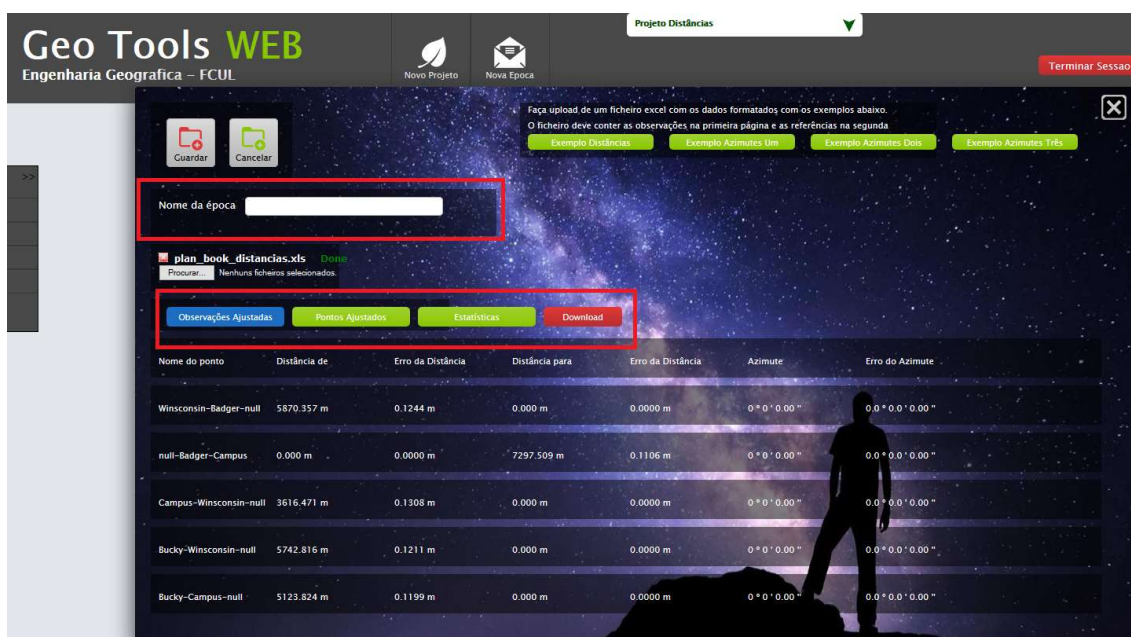 Geo Tools WEB
Engenharia Geografica – FCUL
Novo Projeto
Nova Epoca
Projeto Distâncias
Terminar Sessao
>>
Guardar
Cancelar
Faça upload de um ficheiro excel com os dados formatados com os exemplos abaixo.
O ficheiro deve conter as observações na primeira página e as referências na segunda
Exemplo Distâncias Exemplo Azimutes Um Exemplo Azimutes Dois Exemplo Azimutes Três
Nome da época
plan_book_distancias.xls Done
Procurar... Nenhuns ficheiros selecionados.
Observações Ajustadas Pontos Ajustados Estatísticas Download
Nome do ponto Distância de Erro da Distância Distância para Erro da Distância Azimute Erro do Azimute
Winsconsin-Badger-null 5870.357 m 0.1244 m 0.000 m 0.0000 m 0 º 0 ' 0.00 " 0.0 º 0.0 ' 0.00 "
null-Badger-Campus 0.000 m 0.0000 m 7297.509 m 0.1106 m 0 º 0 ' 0.00 " 0.0 º 0.0 ' 0.00 "
Campus-Winsconsin-null 3616.471 m 0.1308 m 0.000 m 0.0000 m 0 º 0 ' 0.00 " 0.0 º 0.0 ' 0.00 "
Bucky-Winsconsin-null 5742.816 m 0.1211 m 0.000 m 0.0000 m 0 º 0 ' 0.00 " 0.0 º 0.0 ' 0.00 "
Bucky-Campus-null 5123.824 m 0.1199 m 0.000 m 0.0000 m 0 º 0 ' 0.00 " 0.0 º 0.0 ' 0.00 "